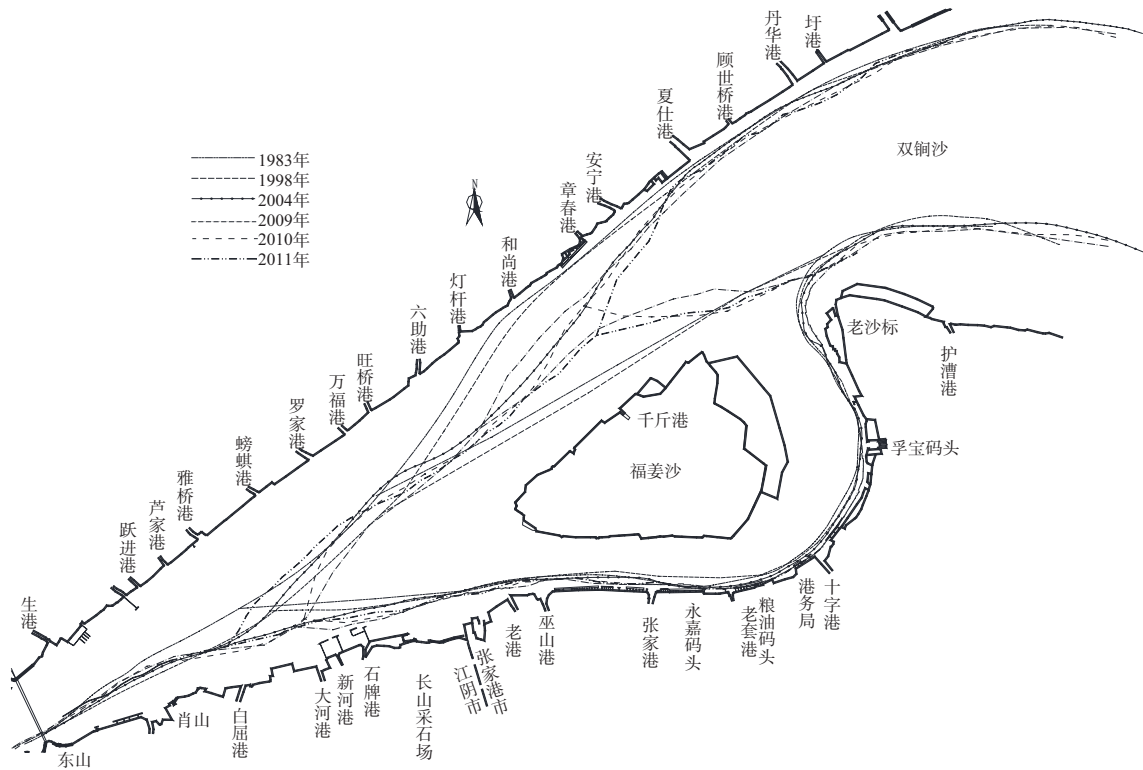 1983年
1998年
2004年
2009年
2010年
2011年
N
圩港
丹华港
顾世桥港
夏仕港
安宁港
章春港
和尚港
灯杆港
六助港
旺桥港
万福港
罗家港
蟛蜞港
雅桥港
芦家港
跃进港
生港
双锏沙
老沙标
护漕港
千斤港
福姜沙
孚宝码头
十字港
港务局
粮油码头
老套港
永嘉码头
张家港
巫山港
老港
张家港市
江阴市
长山采石场
石牌港
新河港
大河港
白屈港
肖山
东山